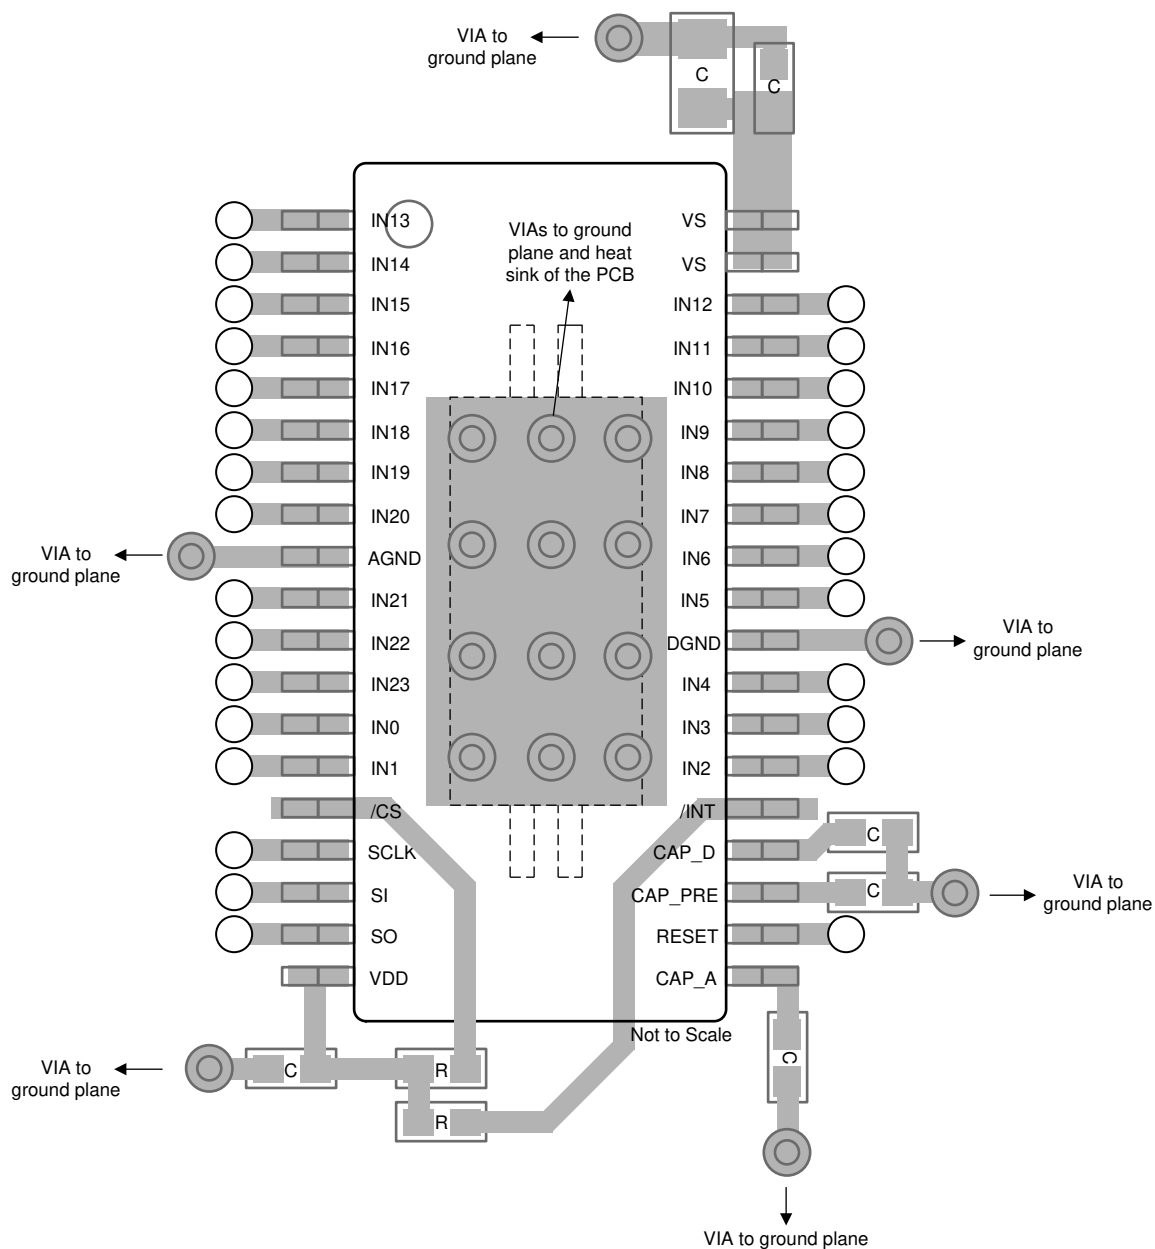 VIA to
ground plane
C
C
IN13
IN14
IN15
IN16
IN17
IN18
IN19
IN20
AGND
IN21
IN22
IN23
IN0
IN1
/CS
SCLK
SI
SO
VDD
VIAs to ground
plane and heat
sink of the PCB
VS
VS
IN12
IN11
IN10
IN9
IN8
IN7
IN6
IN5
DGND
IN4
IN3
IN2
/INT
CAP_D
CAP_PRE
RESET
CAP_A
VIA to
ground plane
VIA to
ground plane
C
C
VIA to
ground plane
Not to Scale
VIA to
ground plane
C
R
R
C
VIA to ground plane